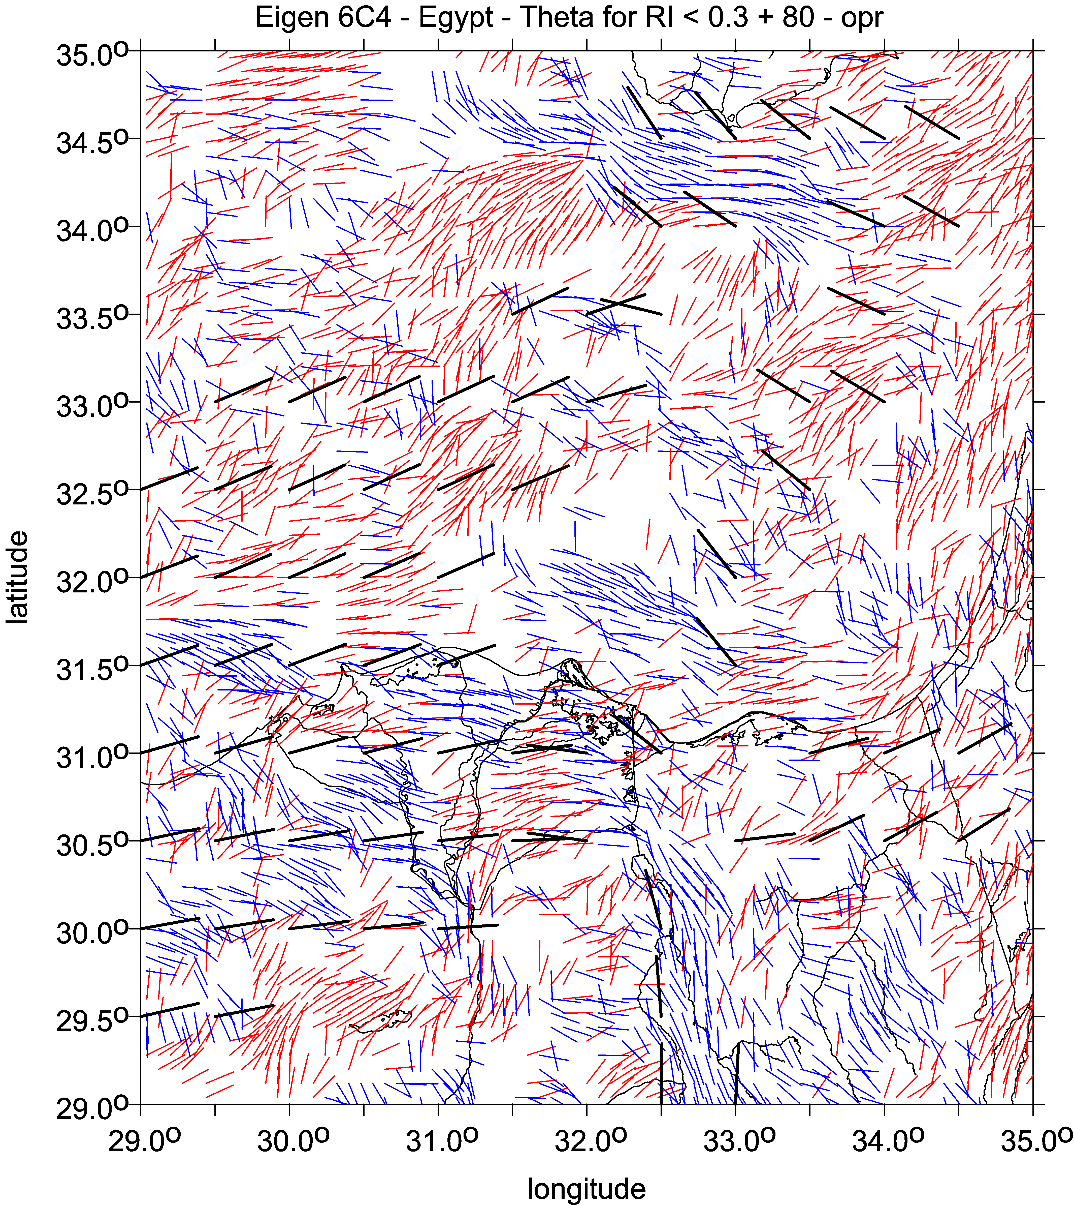 Eigen 6C4 - Egypt - Theta for RI < 0.3 + 80 - opr
35.0o
34.5o
34.0o
33.5o
33.0o
32.5o
32.0o
31.5o
31.0o
30.5o
30.0o
29.5o
29.0o
latitude
29.0o 30.0o 31.0o 32.0o 33.0o 34.0o 35.0o
longitude